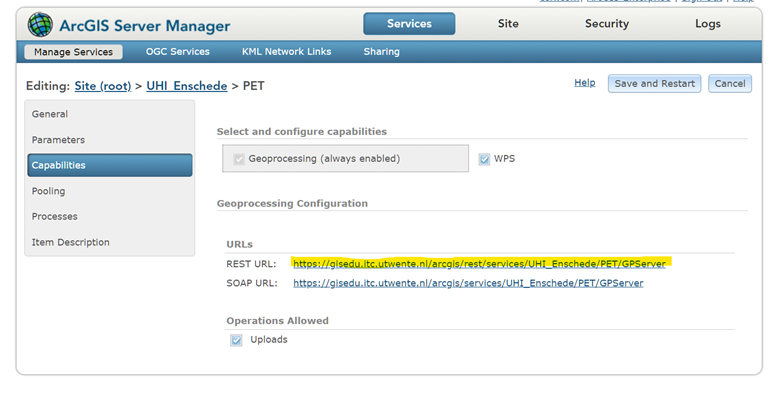 ArcGIS Server Manager
Services Site Security Logs
Manage Services OGC Services KML Network Links Sharing
Editing: Site (root) > UHI_Enschede > PET
Help Save and Restart Cancel
General
Parameters
Capabilities
Pooling
Processes
Item Description
Select and configure capabilities
Geoprocessing (always enabled) WPS
Geoprocessing Configuration
URLs
REST URL: https://gisedu.itc.utwente.nl/arcgis/rest/services/UHI_Enschede/PET/GPServer
SOAP URL: https://gisedu.itc.utwente.nl/arcgis/services/UHI_Enschede/PET/GPServer
Operations Allowed
Uploads